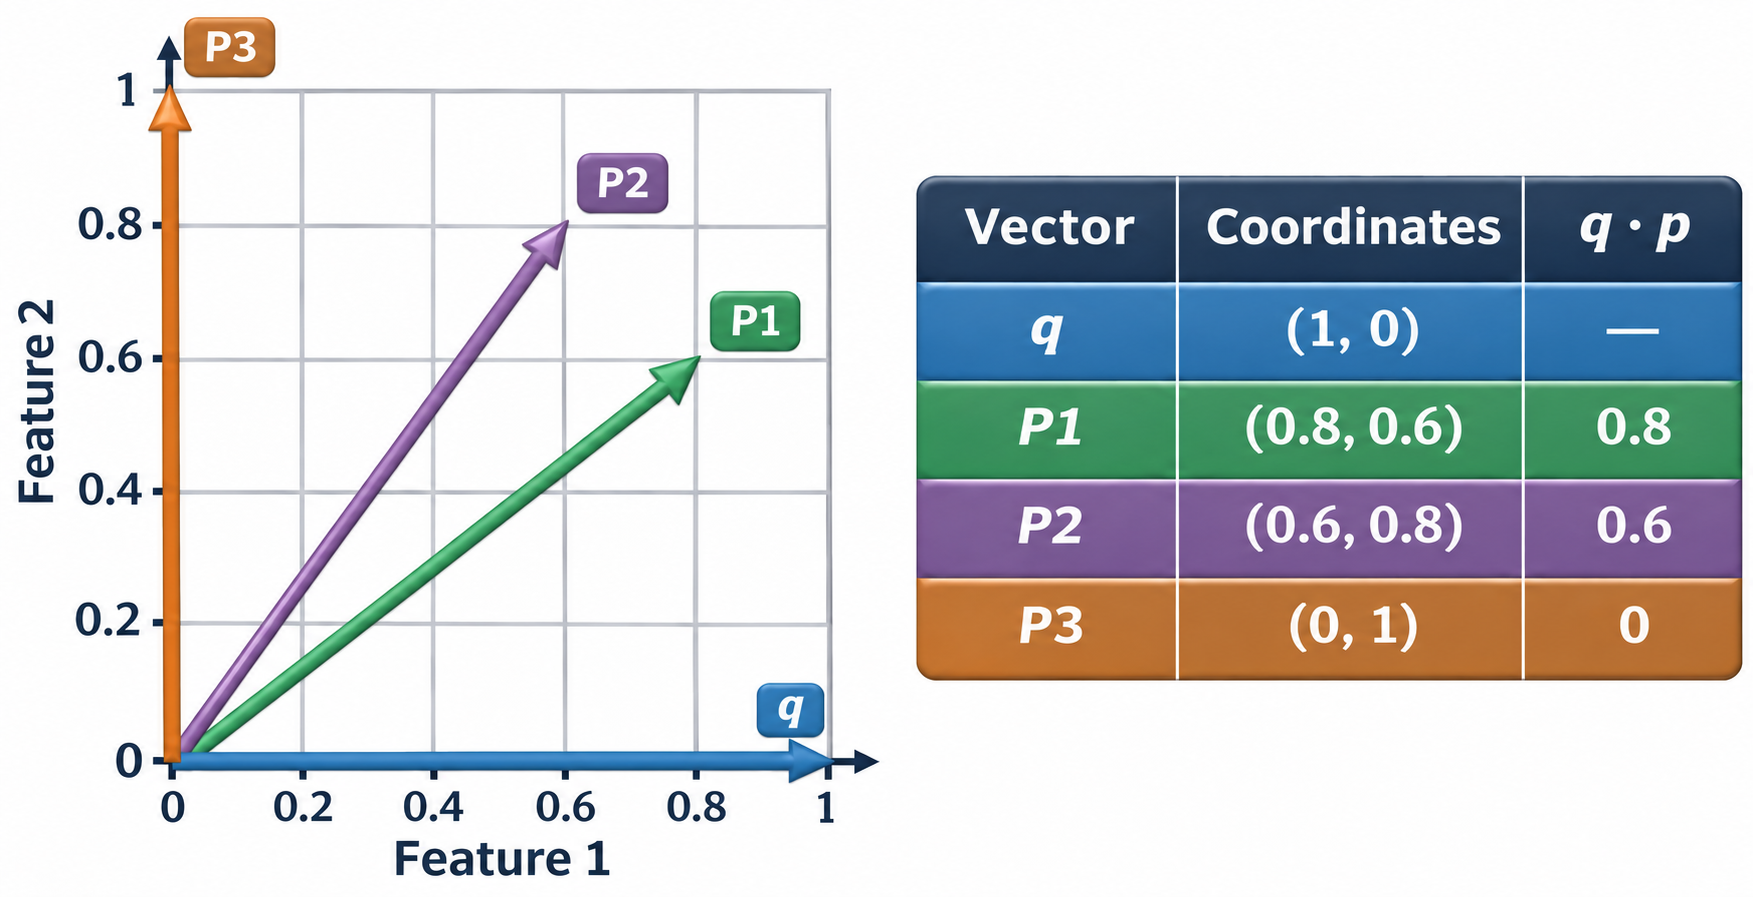 P3
1
P2
0.8
P1
0.6
Feature 2
0.4
0.2
q
0
0 0.2 0.4 0.6 0.8 1
Feature 1
Vector Coordinates q · p
q (1, 0) —
P1 (0.8, 0.6) 0.8
P2 (0.6, 0.8) 0.6
P3 (0, 1) 0